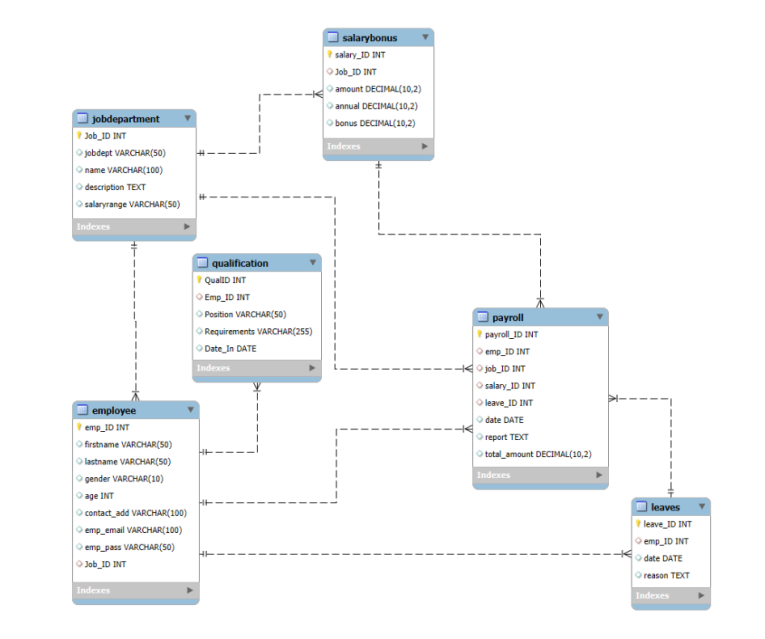 salarybonus
salary_ID INT
Job_ID INT
amount DECIMAL(10,2)
annual DECIMAL(10,2)
bonus DECIMAL(10,2)
Indexes
jobdepartment
Job_ID INT
jobdept VARCHAR(50)
name VARCHAR(100)
description TEXT
salaryrange VARCHAR(50)
Indexes
qualification
QualID INT
Emp_ID INT
Position VARCHAR(50)
Requirements VARCHAR(255)
Date_In DATE
Indexes
payroll
payroll_ID INT
emp_ID INT
job_ID INT
salary_ID INT
leave_ID INT
date DATE
report TEXT
total_amount DECIMAL(10,2)
Indexes
employee
emp_ID INT
firstname VARCHAR(50)
lastname VARCHAR(50)
gender VARCHAR(10)
age INT
contact_add VARCHAR(100)
emp_email VARCHAR(100)
emp_pass VARCHAR(50)
Job_ID INT
Indexes
leaves
leave_ID INT
emp_ID INT
date DATE
reason TEXT
Indexes